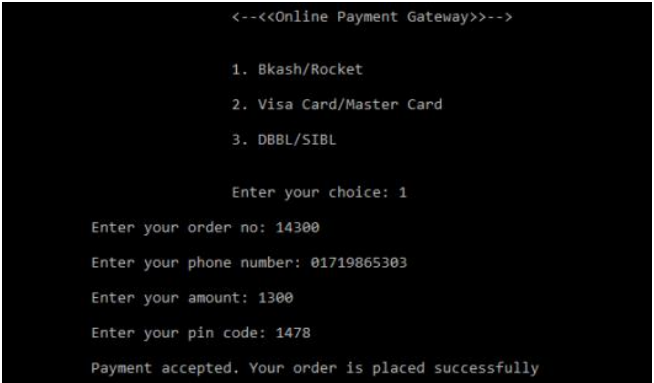 <--<<Online Payment Gateway>>-->
1. Bkash/Rocket
2. Visa Card/Master Card
3. DBBL/SIBL
Enter your choice: 1
Enter your order no: 14300
Enter your phone number: 01719865303
Enter your amount: 1300
Enter your pin code: 1478
Payment accepted. Your order is placed successfully